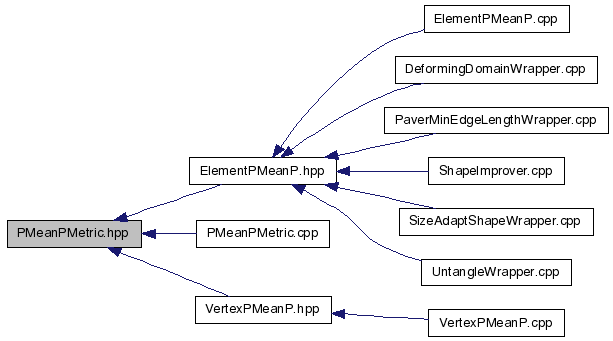 ElementPMeanP.cpp
DeformingDomainWrapper.cpp
PaverMinEdgeLengthWrapper.cpp
ElementPMeanP.hpp
ShapeImprover.cpp
SizeAdaptShapeWrapper.cpp
PMeanPMetric.hpp
PMeanPMetric.cpp
UntangleWrapper.cpp
VertexPMeanP.hpp
VertexPMeanP.cpp